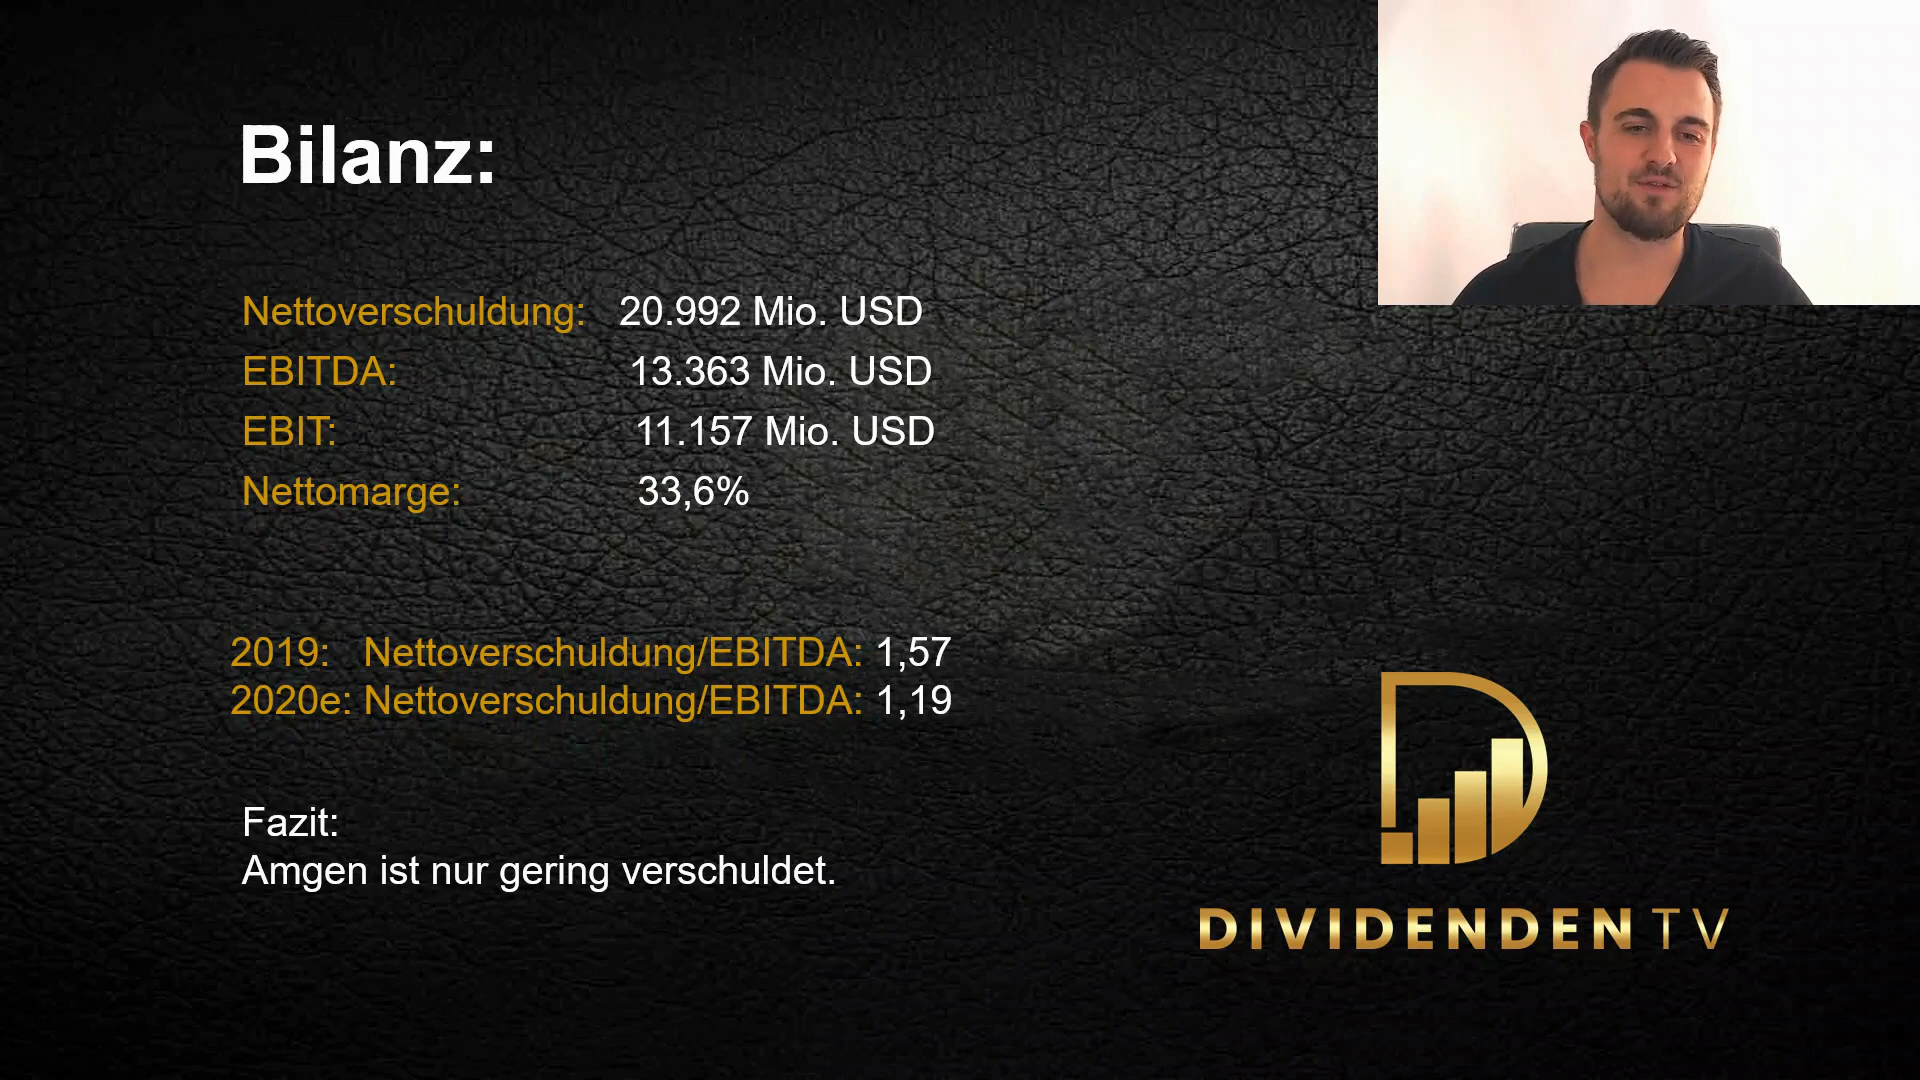 Bilanz:
Nettoverschuldung: 20.992 Mio. USD
EBITDA: 13.363 Mio. USD
EBIT: 11.157 Mio. USD
Nettomarge: 33,6%
2019: Nettoverschuldung/EBITDA: 1,57
2020e: Nettoverschuldung/EBITDA: 1,19
Fazit:
Amgen ist nur gering verschuldet.
DIVIDENDEN TV